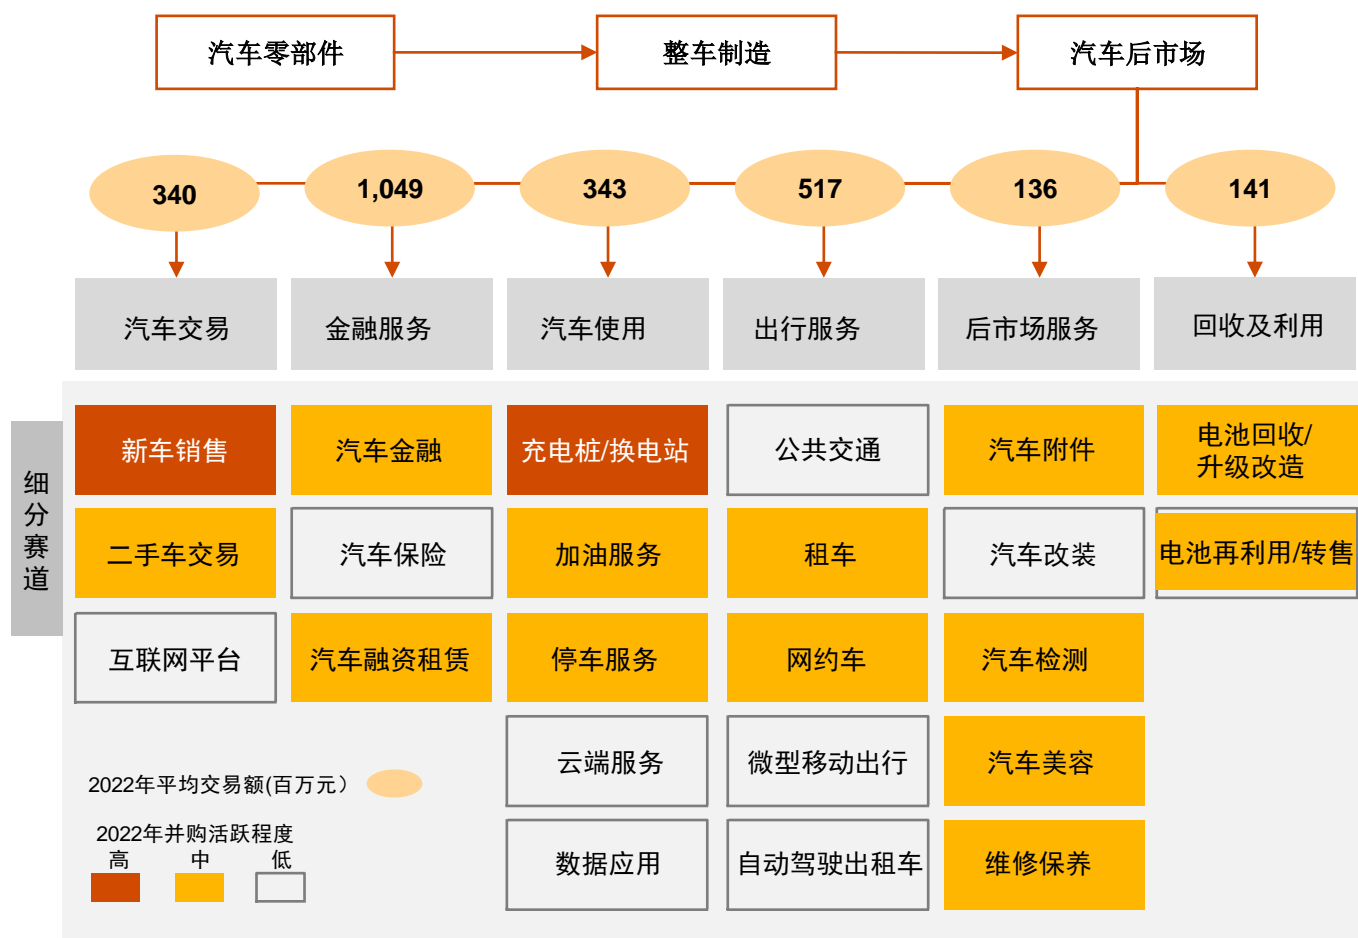 汽车零部件
整车制造
汽车后市场
340
1,049
343
517
136
141
汽车交易
金融服务
汽车使用
出行服务
后市场服务
回收及利用
细分赛道
新车销售
汽车金融
充电桩/换电站
公共交通
汽车附件
电池回收/
升级改造
二手车交易
汽车保险
加油服务
租车
汽车改装
电池再利用/转售
互联网平台
汽车融资租赁
停车服务
网约车
汽车检测
云端服务
微型移动出行
汽车美容
数据应用
自动驾驶出租车
维修保养
2022年平均交易额(百万元）
2022年并购活跃程度
高
中
低